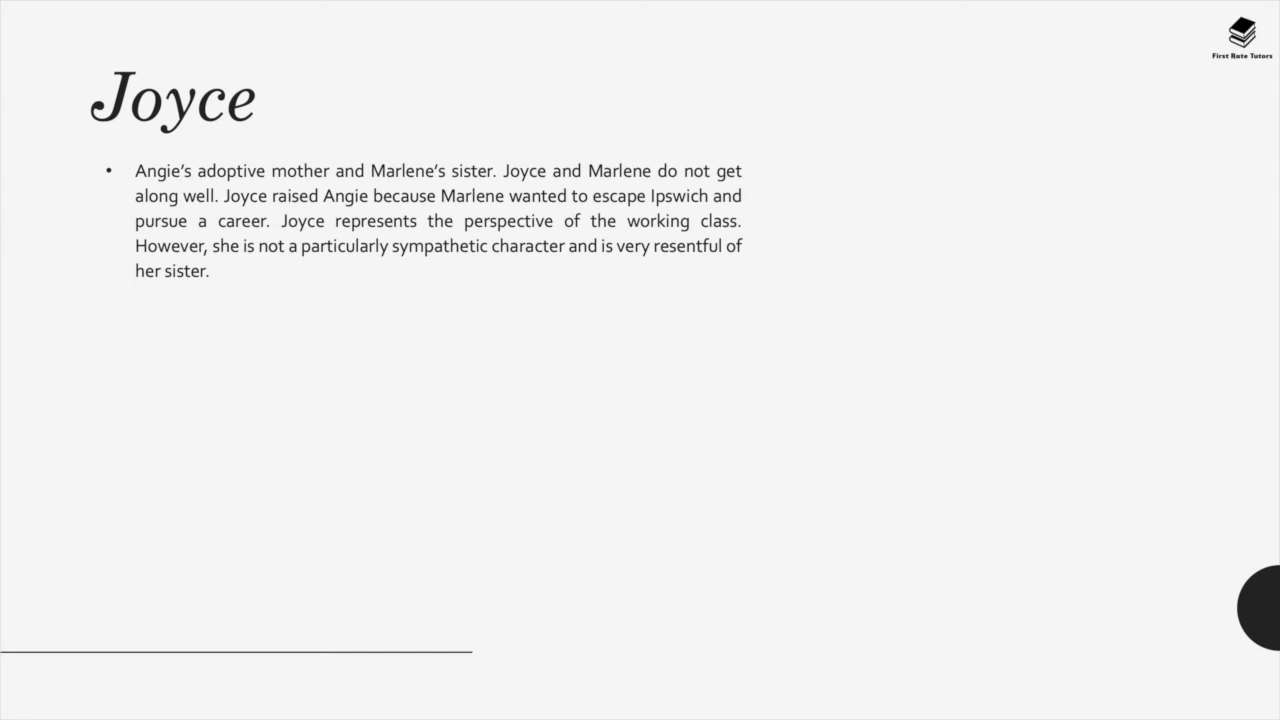 First Rate Tutors
Joyce
• Angie’s adoptive mother and Marlene’s sister. Joyce and Marlene do not get
along well. Joyce raised Angie because Marlene wanted to escape Ipswich and
pursue a career. Joyce represents the perspective of the working class.
However, she is not a particularly sympathetic character and is very resentful of
her sister.